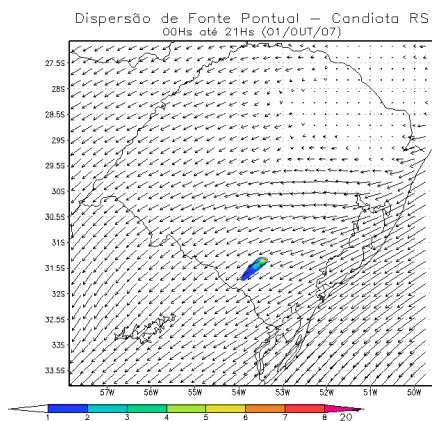 Dispersão de Fonte Pontual – Candiota RS
00Hs até 21Hs (01/OUT/07)
27.5S
28S
28.5S
29S
29.5S
30S
30.5S
31S
31.5S
32S
32.5S
33S
33.5S
57W 56W 55W 54W 53W 52W 51W 50W
1 2 3 4 5 6 7 8 20